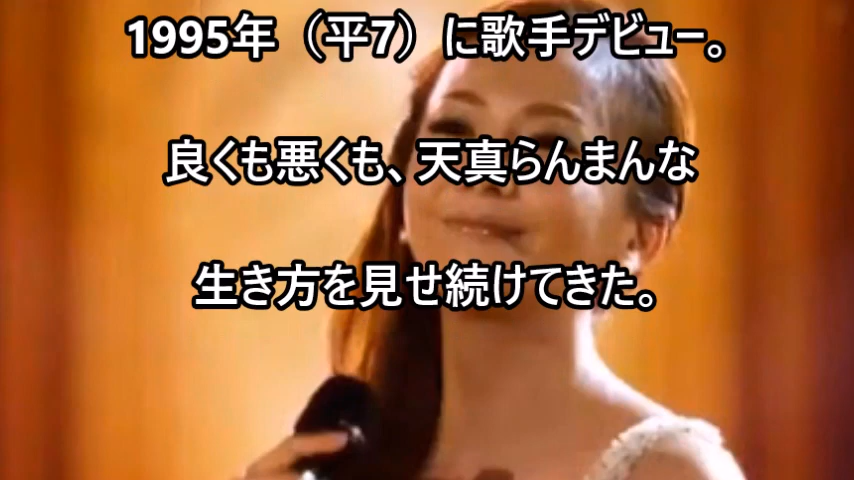 1995年（平7）に歌手デビュー。
良くも悪くも、天真らんまんな
生き方を見せ続けてきた。